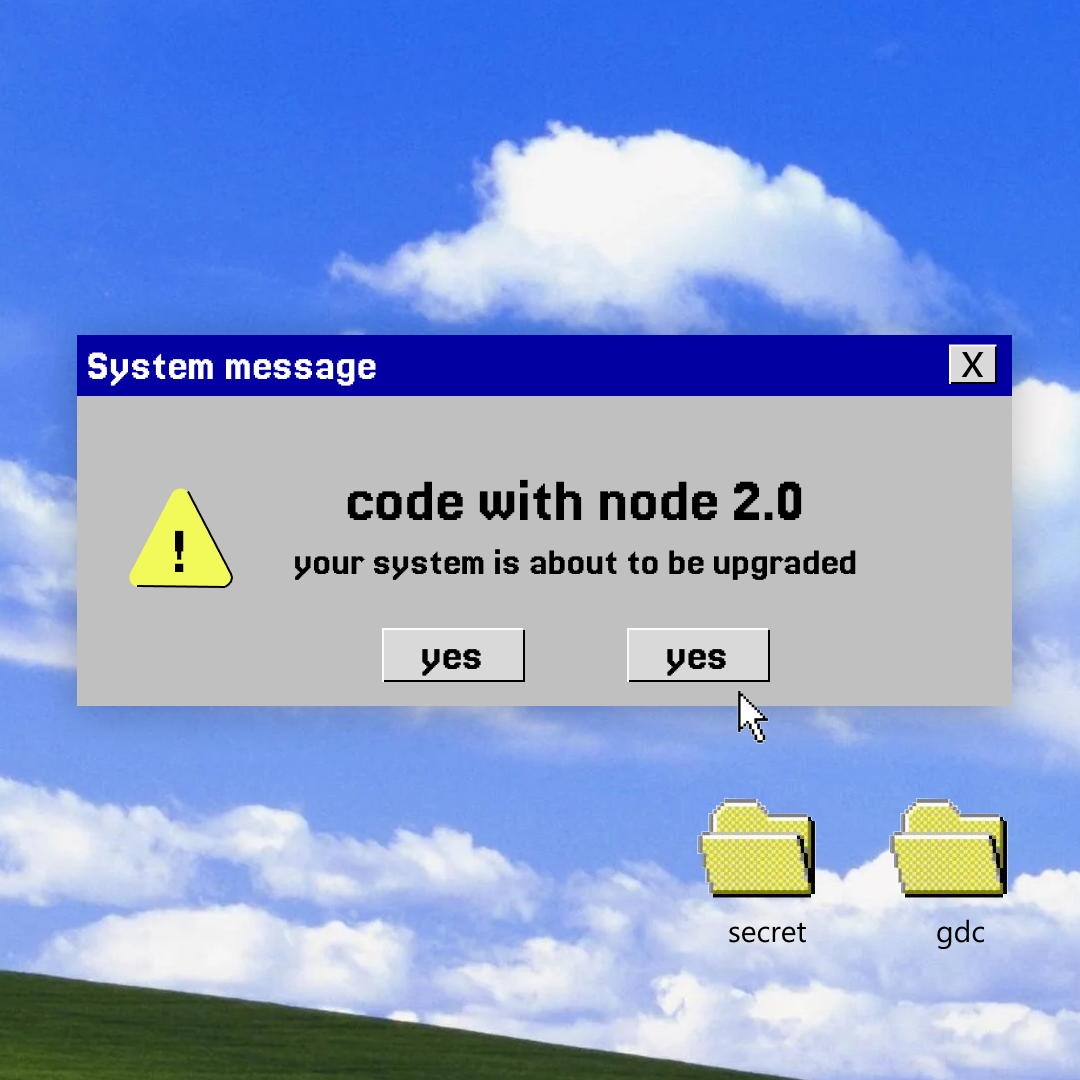 System message
X
!
code with node 2.0
your system is about to be upgraded
yes
yes
secret
gdc